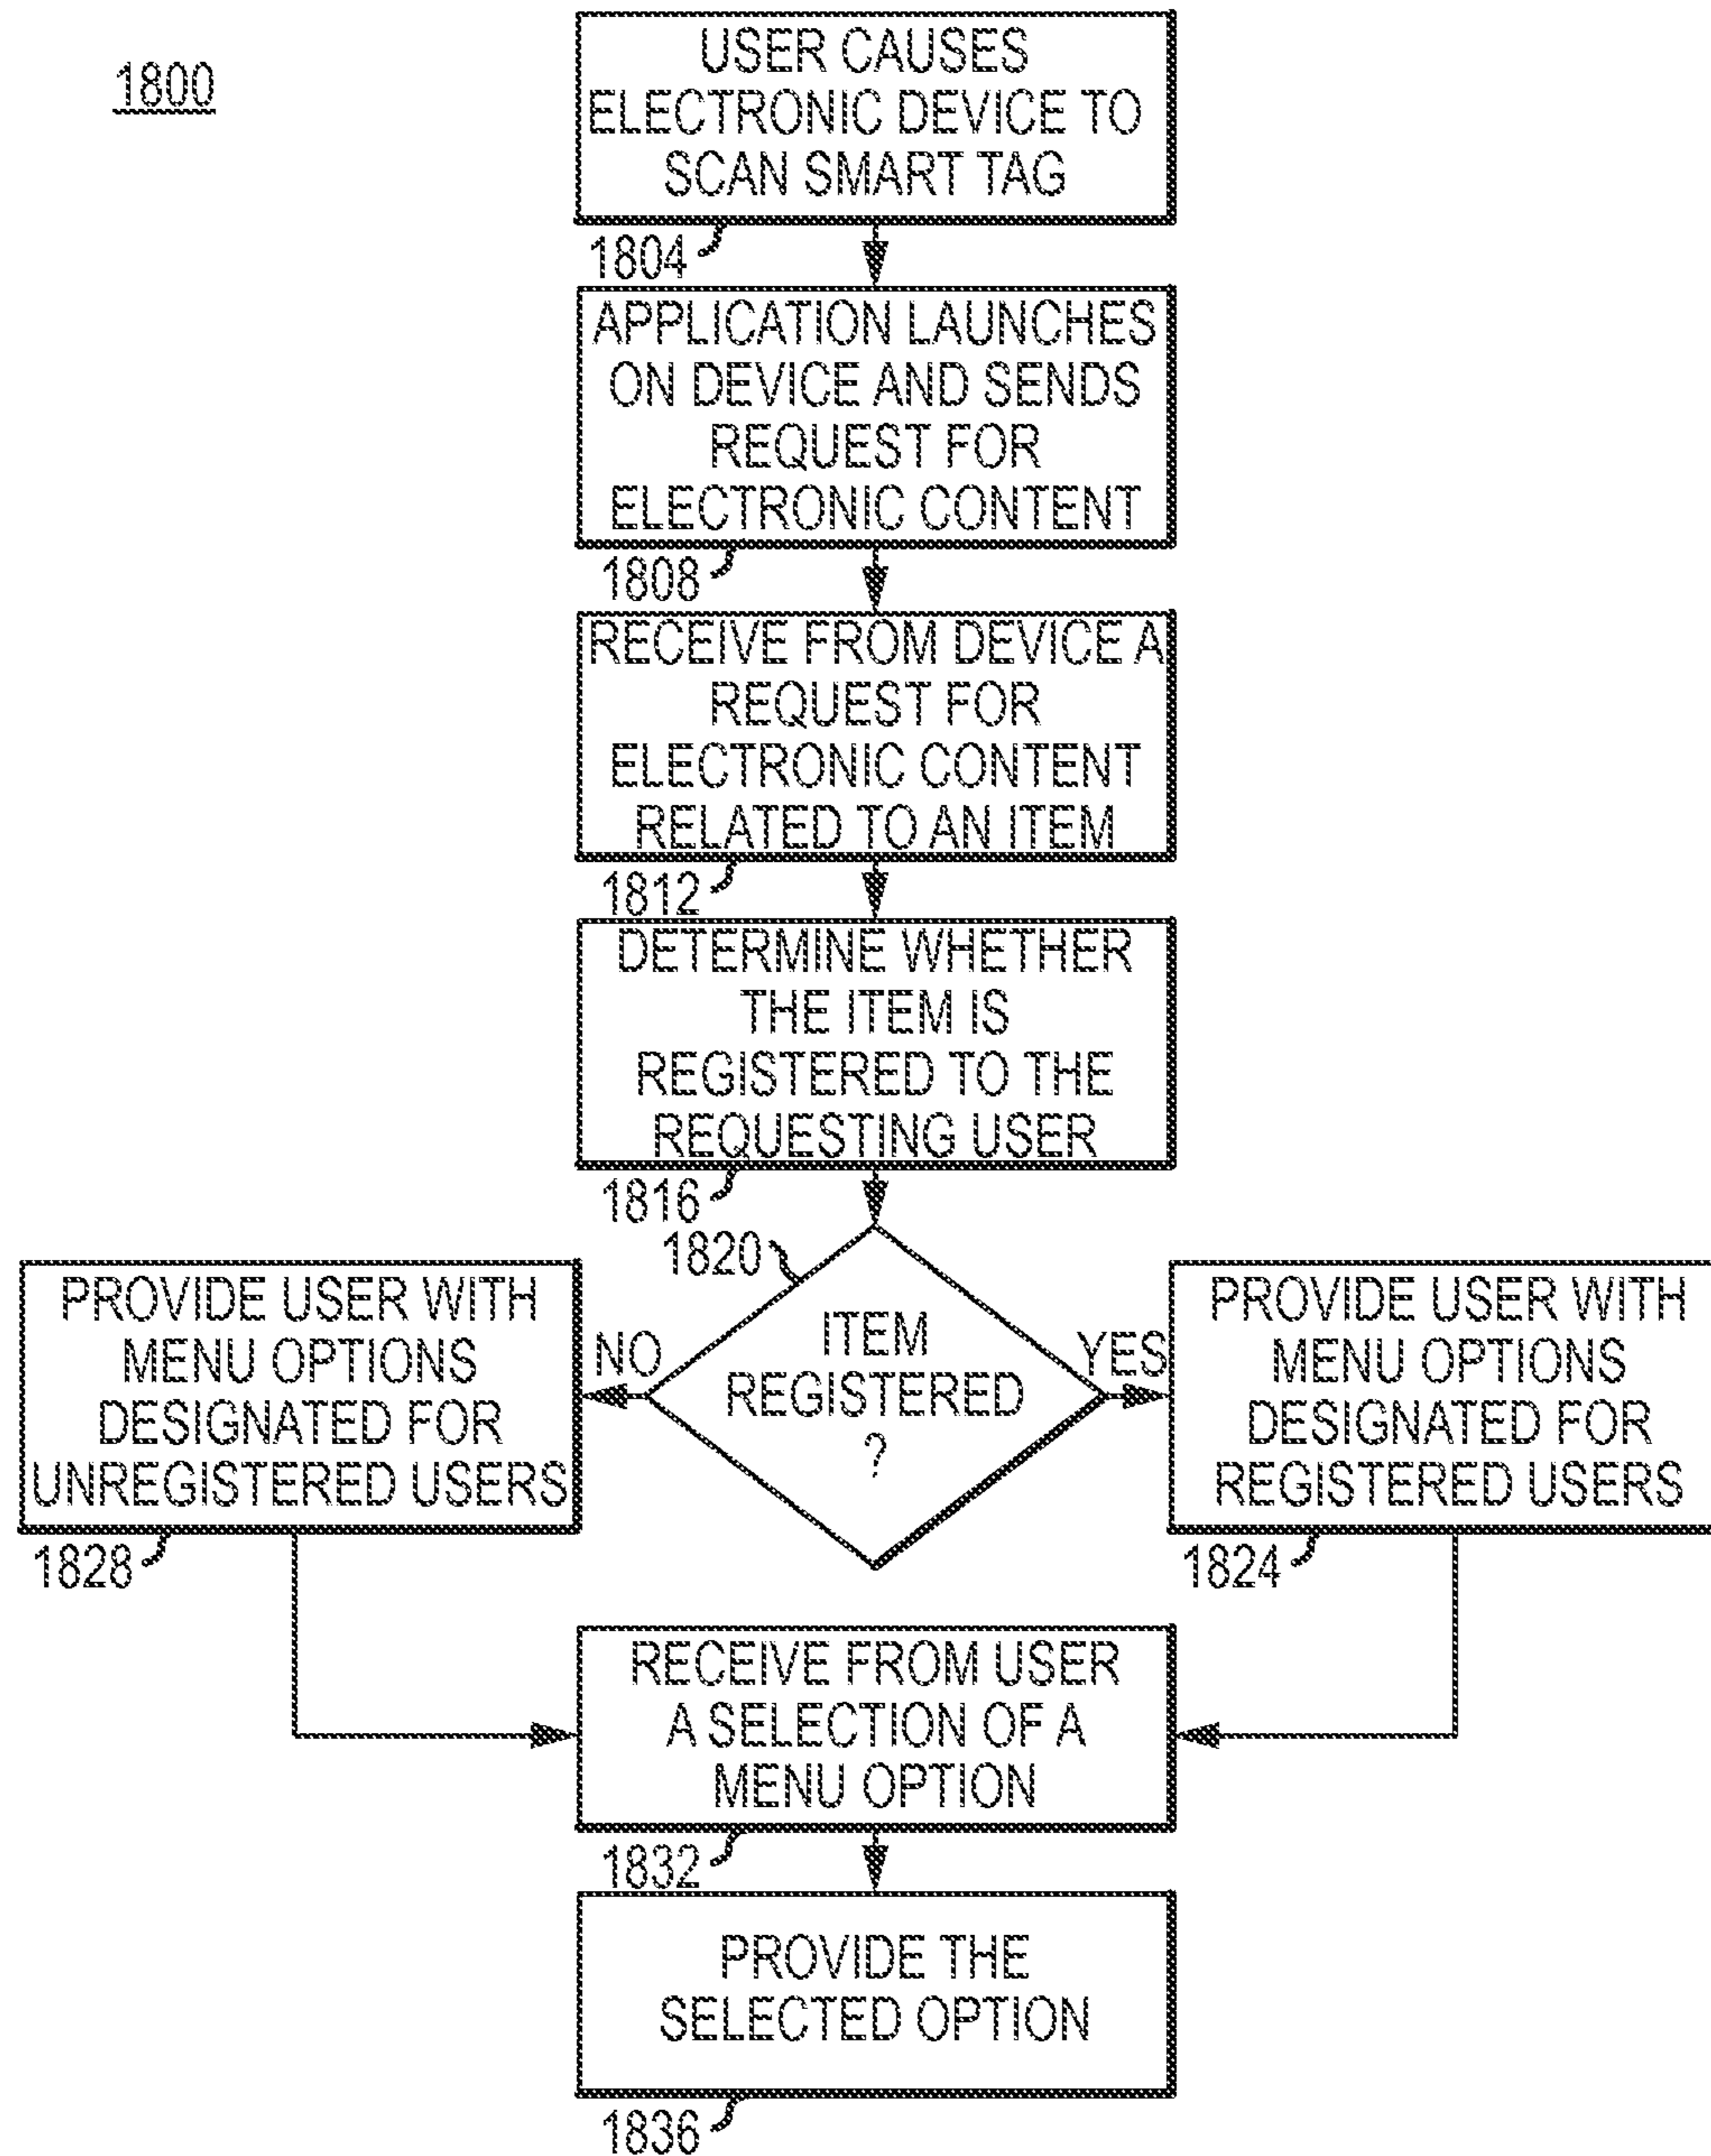 1800
USER CAUSES
ELECTRONIC DEVICE TO
SCAN SMART TAG
1804
APPLICATION LAUNCHES
ON DEVICE AND SENDS
REQUEST FOR
ELECTRONIC CONTENT
1808
RECEIVE FROM DEVICE A
REQUEST FOR
ELECTRONIC CONTENT
RELATED TO AN ITEM
1812
DETERMINE WHETHER
THE ITEM IS
REGISTERED TO THE
REQUESTING USER
1816
1820
ITEM
REGISTERED
?
NO
YES
PROVIDE USER WITH
MENU OPTIONS
DESIGNATED FOR
UNREGISTERED USERS
1828
PROVIDE USER WITH
MENU OPTIONS
DESIGNATED FOR
REGISTERED USERS
1824
RECEIVE FROM USER
A SELECTION OF A
MENU OPTION
1832
PROVIDE THE
SELECTED OPTION
1836